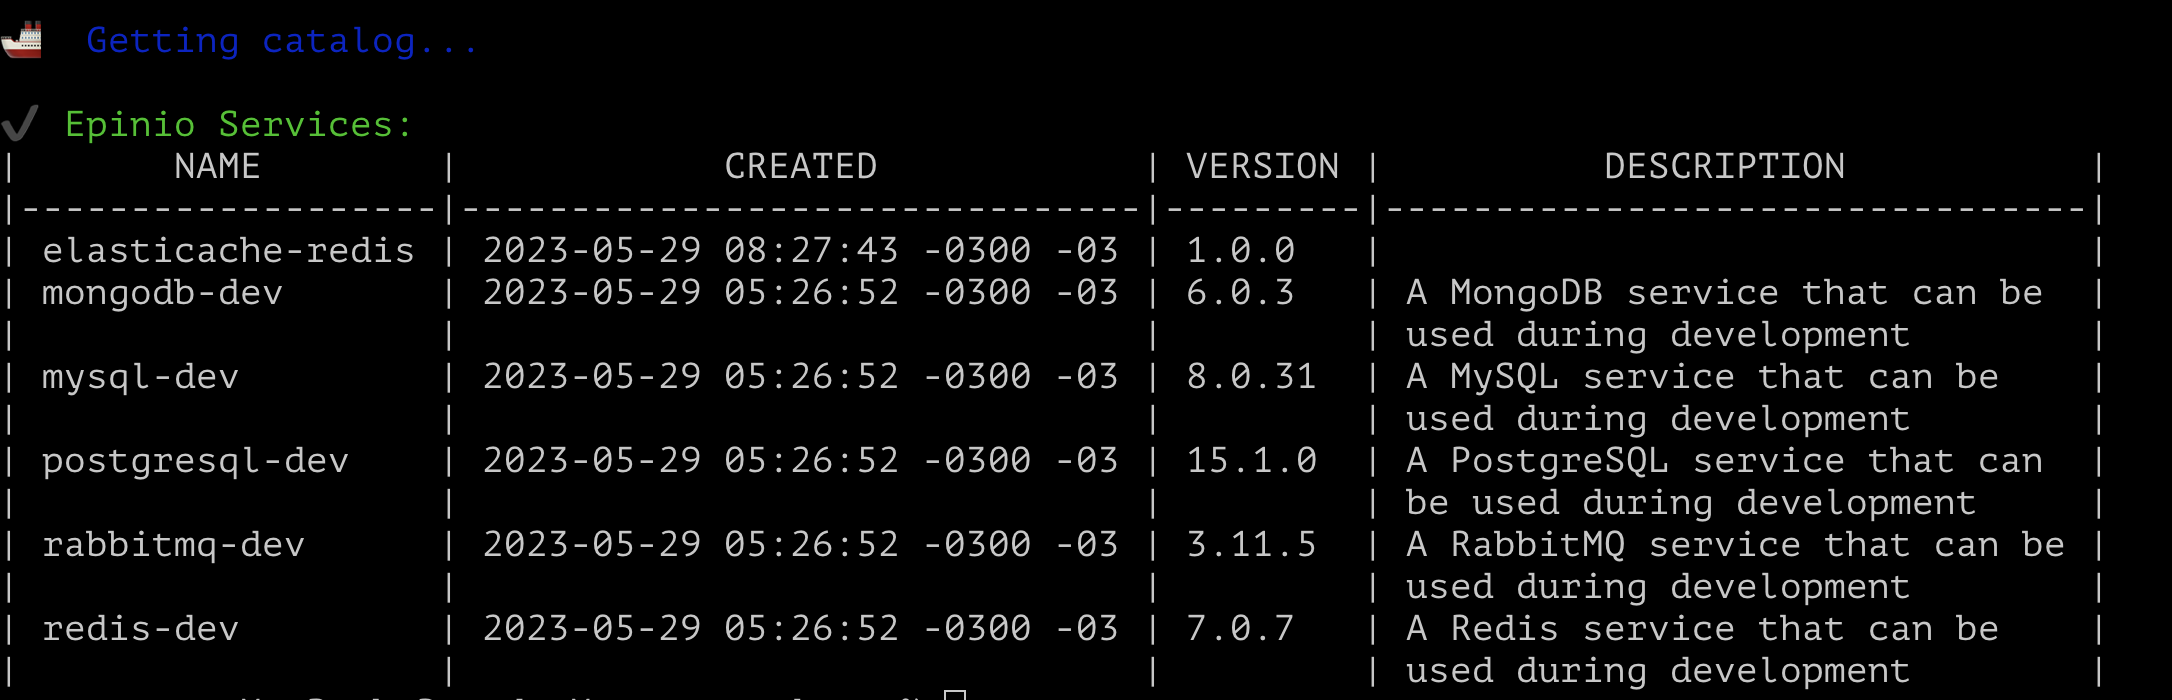 Getting catalog...
Epinio Services:
| NAME | CREATED | VERSION | DESCRIPTION |
|-------------------|-------------------------------|---------|--------------------------------|
| elasticache-redis | 2023-05-29 08:27:43 -0300 -03 | 1.0.0 | |
| mongodb-dev | 2023-05-29 05:26:52 -0300 -03 | 6.0.3 | A MongoDB service that can be |
| | | | used during development |
| mysql-dev | 2023-05-29 05:26:52 -0300 -03 | 8.0.31 | A MySQL service that can be |
| | | | used during development |
| postgresql-dev | 2023-05-29 05:26:52 -0300 -03 | 15.1.0 | A PostgreSQL service that can |
| | | | be used during development |
| rabbitmq-dev | 2023-05-29 05:26:52 -0300 -03 | 3.11.5 | A RabbitMQ service that can be |
| | | | used during development |
| redis-dev | 2023-05-29 05:26:52 -0300 -03 | 7.0.7 | A Redis service that can be |
| | | | used during development |